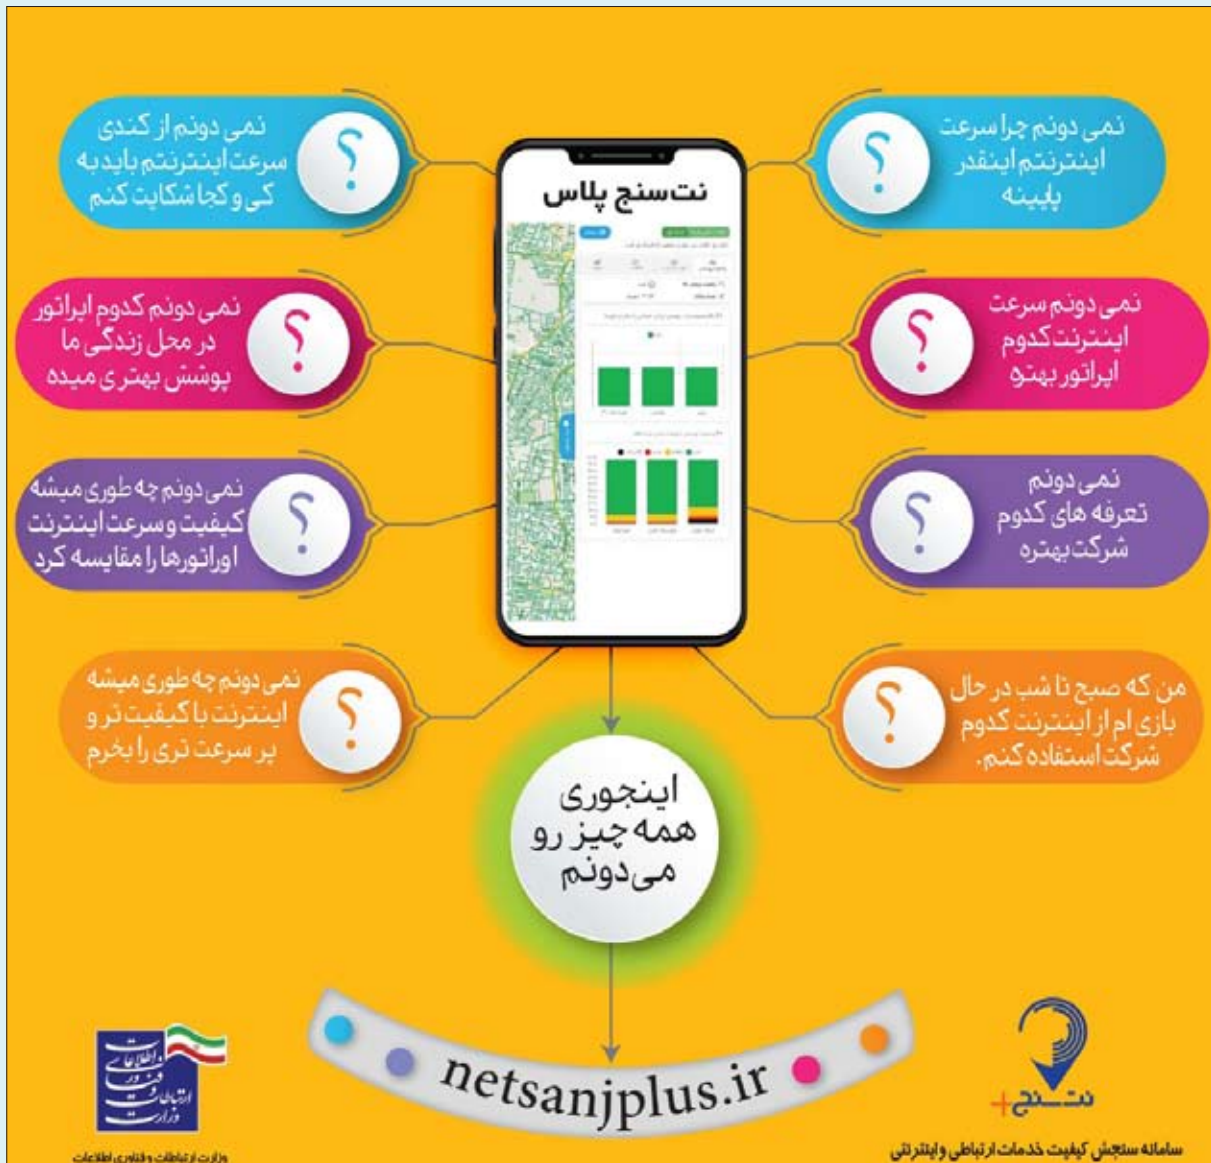 نمی دونم چرا سرعت
اینترنتم اینقدر
پایینه
نمی دونم از کندی
سرعت اینترنتم باید به
کی و کجا شکایت کنم
نت‌سنج پلاس
نمی دونم سرعت
اینترنت کدوم
اپراتور بهتره
نمی دونم کدوم اپراتور
در محل زندگی ما
پوشش بهتری میده
نمی دونم
تعرفه های کدوم
شرکت بهتره
نمی دونم چه طوری میشه
کیفیت و سرعت اینترنت
اوراتورها را مقایسه کرد
من که صبح تا شب در حال
بازی ام از اینترنت کدوم
شرکت استفاده کنم.
نمی دونم چه طوری میشه
اینترنت با کیفیت تر و
پر سرعت تری را بخرم
؟
؟
؟
؟
؟
؟
؟
؟
اینجوری
همه چیز رو
می‌دونم
netsanjplus.ir
نت سنج+
سامانه سنجش کیفیت خدمات ارتباطی و اینترنتی
وزارت ارتباطات و فناوری اطلاعات
وزارت ارتباطات و فناوری اطلاعات